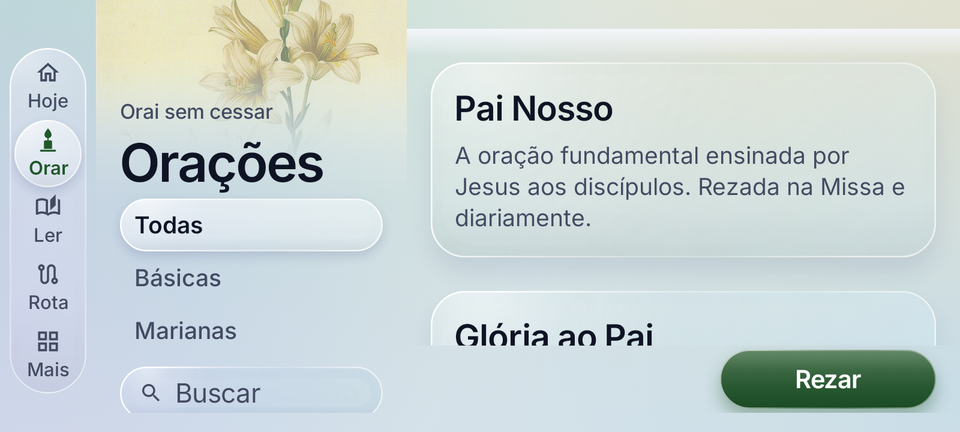 Hoje
Orar
Ler
Rota
Mais
Orai sem cessar
Orações
Todas
Básicas
Marianas
Buscar
Pai Nosso
A oração fundamental ensinada por
Jesus aos discípulos. Rezada na Missa e
diariamente.
Glória ao Pai
Rezar